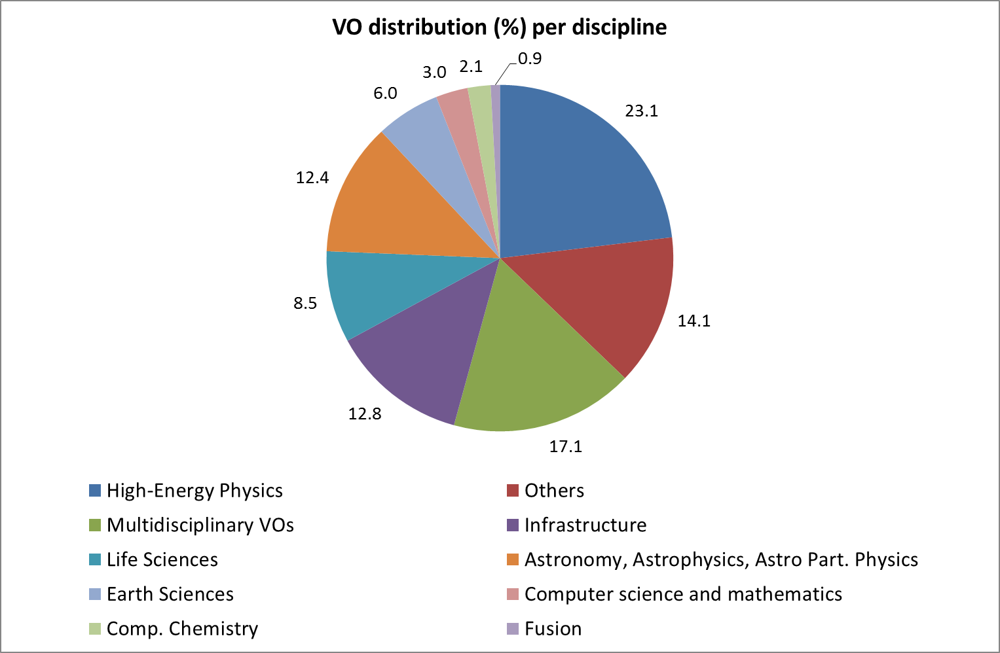 VO distribution (%) per discipline
0.9
2.1
3.0
6.0
23.1
12.4
8.5
14.1
12.8
17.1
High-Energy Physics
Others
Multidisciplinary VOs
Infrastructure
Life Sciences
Astronomy, Astrophysics, Astro Part. Physics
Earth Sciences
Computer science and mathematics
Comp. Chemistry
Fusion